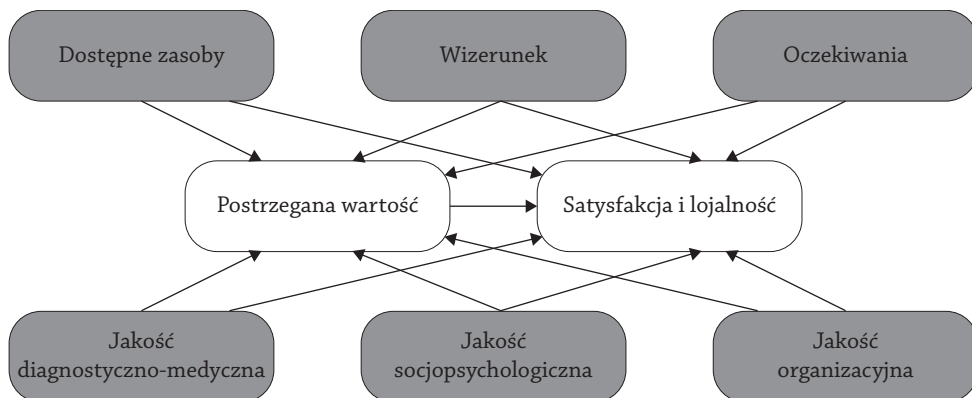 Dostępne zasoby
Wizerunek
Oczekiwania
Postrzegana wartość
Satysfakcja i lojalność
Jakość
diagnostyczno-medyczna
Jakość
socjopsychologiczna
Jakość
organizacyjna